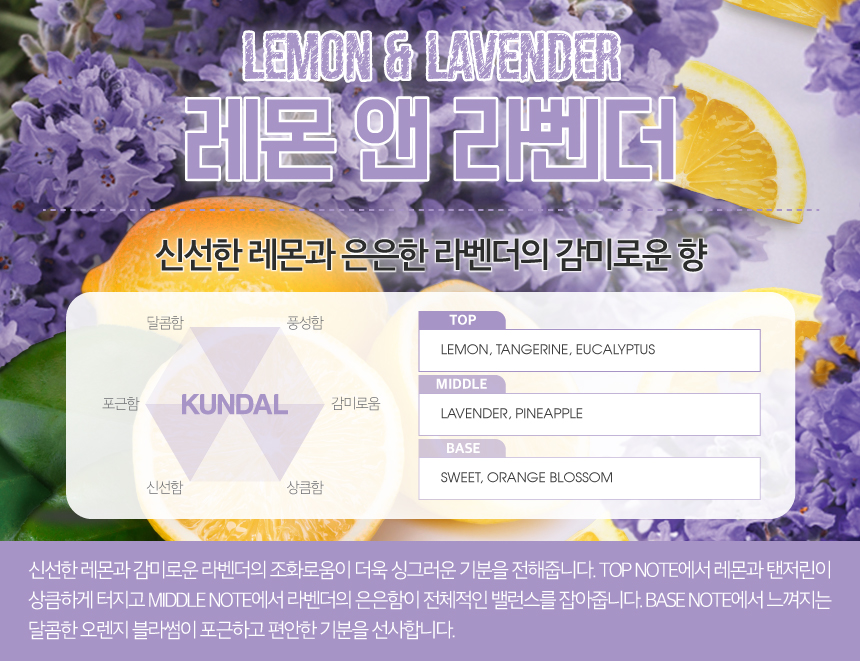 LEMON & LAVENDER
레몬 앤 라벤더
신선한 레몬과 은은한 라벤더의 감미로운 향
달콤함
풍성함
포근함
KUNDAL
감미로움
신선함
상큼함
TOP
LEMON, TANGERINE, EUCALYPTUS
MIDDLE
LAVENDER, PINEAPPLE
BASE
SWEET, ORANGE BLOSSOM
신선한 레몬과 감미로운 라벤더의 조화로움이 더욱 싱그러운 기분을 전해줍니다. TOP NOTE에서 레몬과 탠저린이
상큼하게 터지고 MIDDLE NOTE에서 라벤더의 은은함이 전체적인 밸런스를 잡아줍니다. BASE NOTE에서 느껴지는
달콤한 오렌지 블라썸이 포근하고 편안한 기분을 선사합니다.